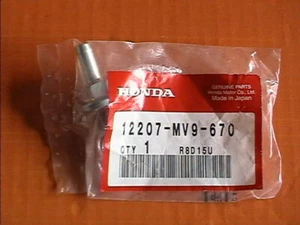 HONDA
GENUINE PARTS
Honda Motor Co., Ltd.
Made in Japan
12207-MV9-670
QTY 1 R8D15U